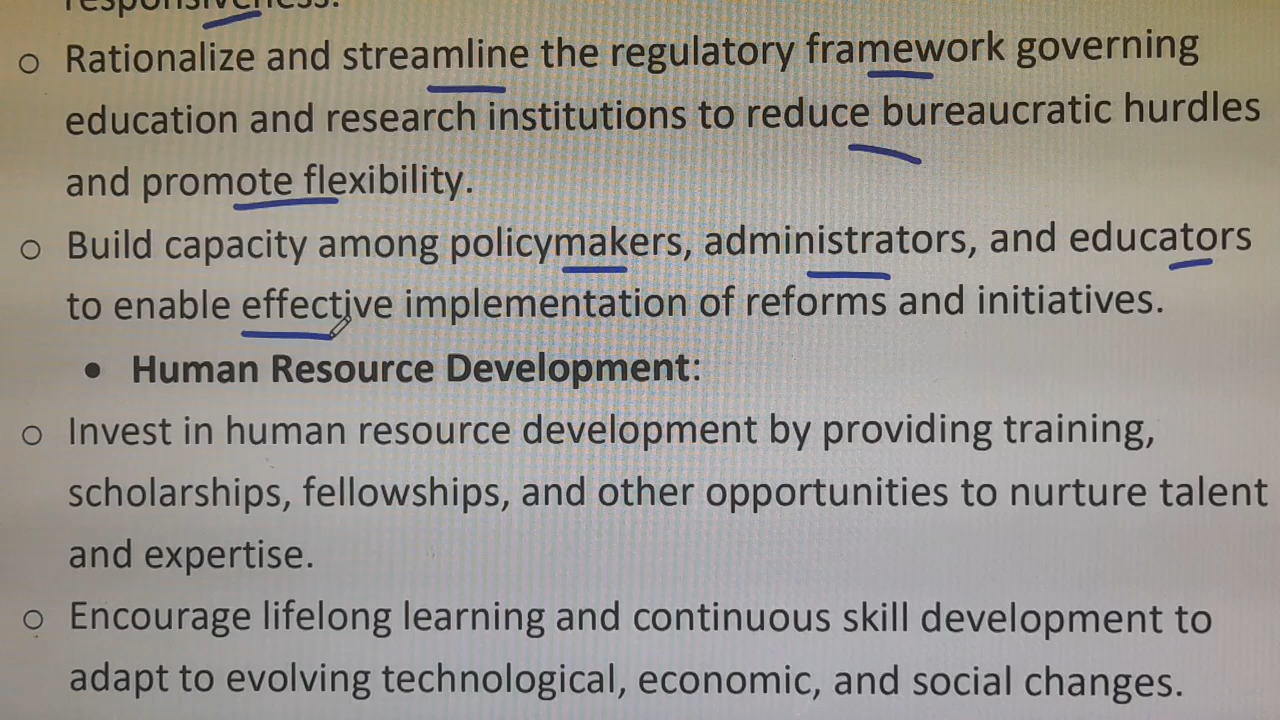 responsiveness.
o Rationalize and streamline the regulatory framework governing
education and research institutions to reduce bureaucratic hurdles
and promote flexibility.
o Build capacity among policymakers, administrators, and educators
to enable effective implementation of reforms and initiatives.
• Human Resource Development:
o Invest in human resource development by providing training,
scholarships, fellowships, and other opportunities to nurture talent
and expertise.
o Encourage lifelong learning and continuous skill development to
adapt to evolving technological, economic, and social changes.